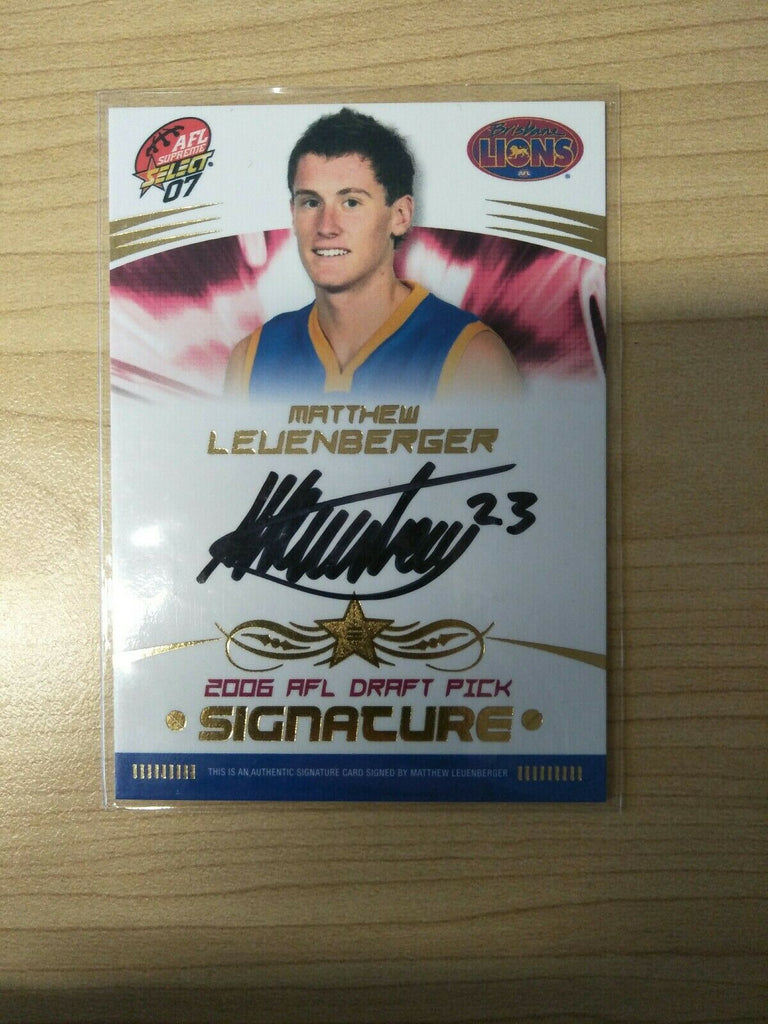 AFL
SUPREME
SELECT
07
Brisbane
LIONS
AFL
MATTHEW
LEUENBERGER
23
2006 AFL DRAFT PICK
SIGNATURE
THIS IS AN AUTHENTIC SIGNATURE CARD SIGNED BY MATTHEW LEUENBERGER